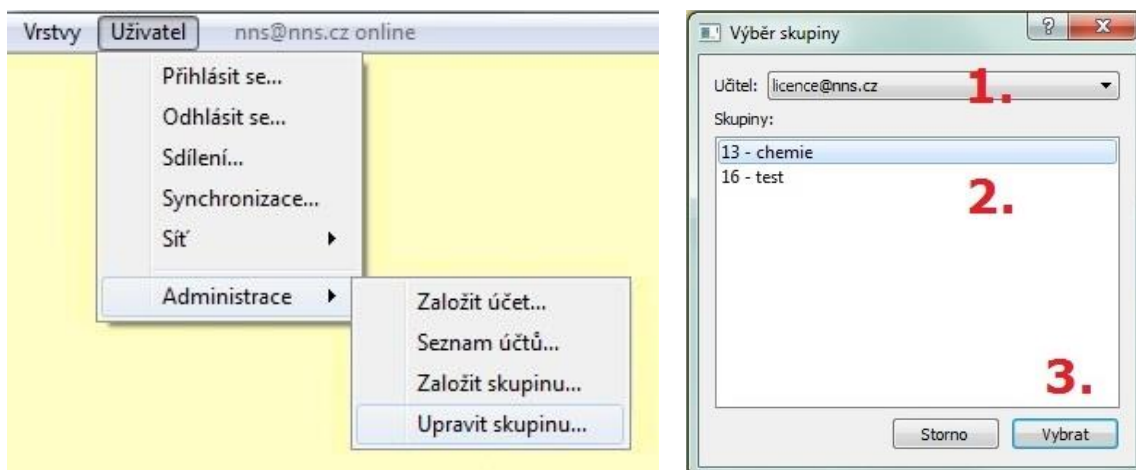 Vrstvy Uživatel nns@nns.cz online
Přihlásit se...
Odhlásit se...
Sdílení...
Synchronizace...
Síť
Administrace
Založit účet...
Seznam účtů...
Založit skupinu...
Upravit skupinu...
Výběr skupiny
Učitel: licence@nns.cz 1.
Skupiny:
13 - chemie
16 - test
2.
3.
Storno Vybrat